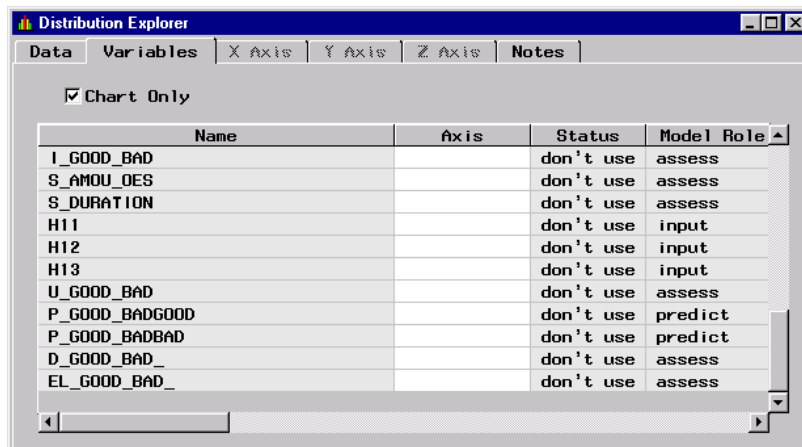 Distribution Explorer
Data Variables X Axis Y Axis Z Axis Notes
Chart Only
Name Axis Status Model Role
I_GOOD_BAD don't use assess
S_AMOU_OES don't use assess
S_DURATION don't use assess
H11 don't use input
H12 don't use input
H13 don't use input
U_GOOD_BAD don't use assess
P_GOOD_BADGOOD don't use predict
P_GOOD_BADBAD don't use predict
D_GOOD_BAD_ don't use assess
EL_GOOD_BAD_ don't use assess